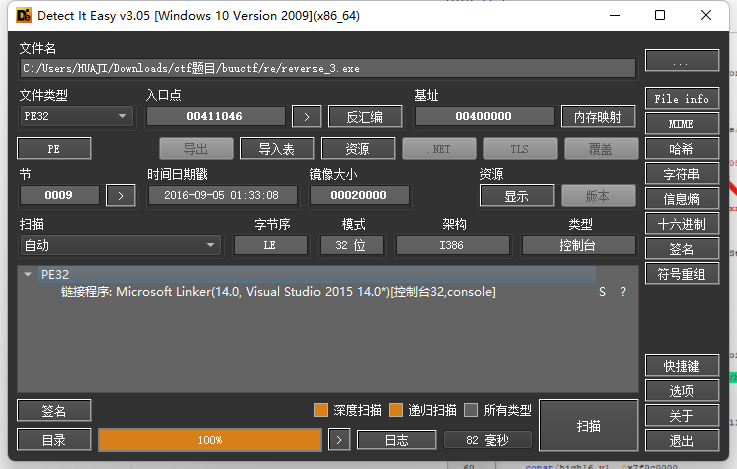 Detect It Easy v3.05 [Windows 10 Version 2009](x86_64)
文件名
C:/Users/HUAJI/Downloads/ctf题目/buuctf/re/reverse_3.exe
...
文件类型 入口点 基址
PE32 00411046 > 反汇编 00400000 内存映射
File info
MIME
PE 导出 导入表 资源 .NET TLS 覆盖
哈希
节 时间日期戳 镜像大小 资源
字符串
0009 > 2016-09-05 01:33:08 00020000 显示 版本
信息熵
扫描 字节序 模式 架构 类型
十六进制
自动 LE 32 位 I386 控制台
签名
PE32
符号重组
链接程序: Microsoft Linker(14.0, Visual Studio 2015 14.0*)[控制台32,console] S ?
快捷键
选项
签名 深度扫描 递归扫描 所有类型 扫描
关于
目录 100% > 日志 82 毫秒 退出